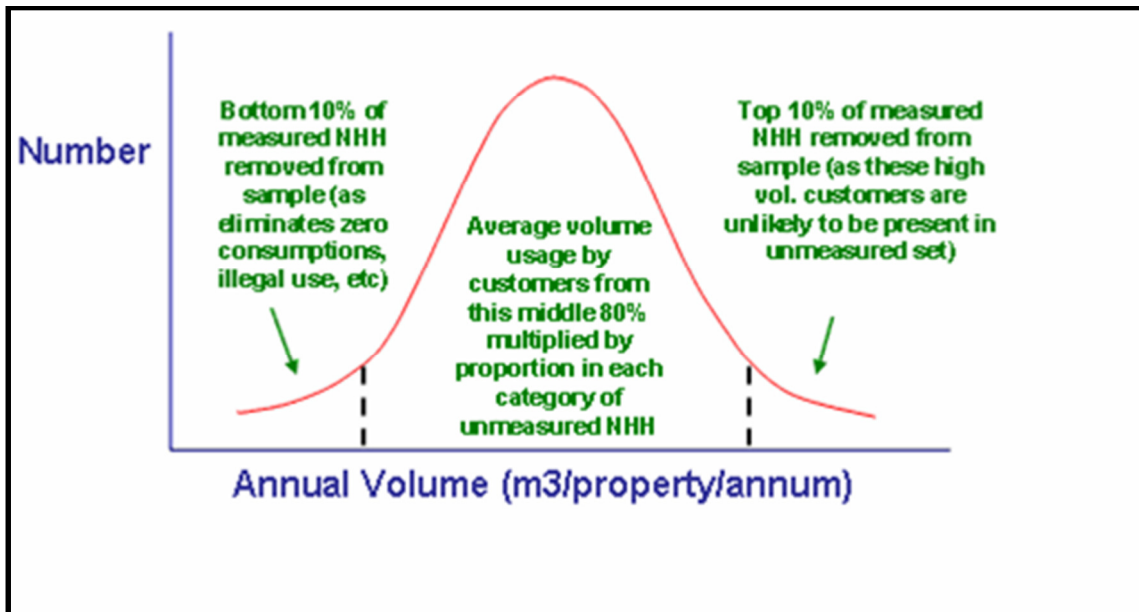 Number
Bottom 10% of
measured NHH
removed from
sample (as
eliminates zero
consumptions,
illegal use, etc)
Average volume
usage by
customers from
this middle 80%
multiplied by
proportion in each
category of
unmeasured NHH
Top 10% of measured
NHH removed from
sample (as these high
vol. customers are
unlikely to be present in
unmeasured set)
Annual Volume (m3/property/annum)